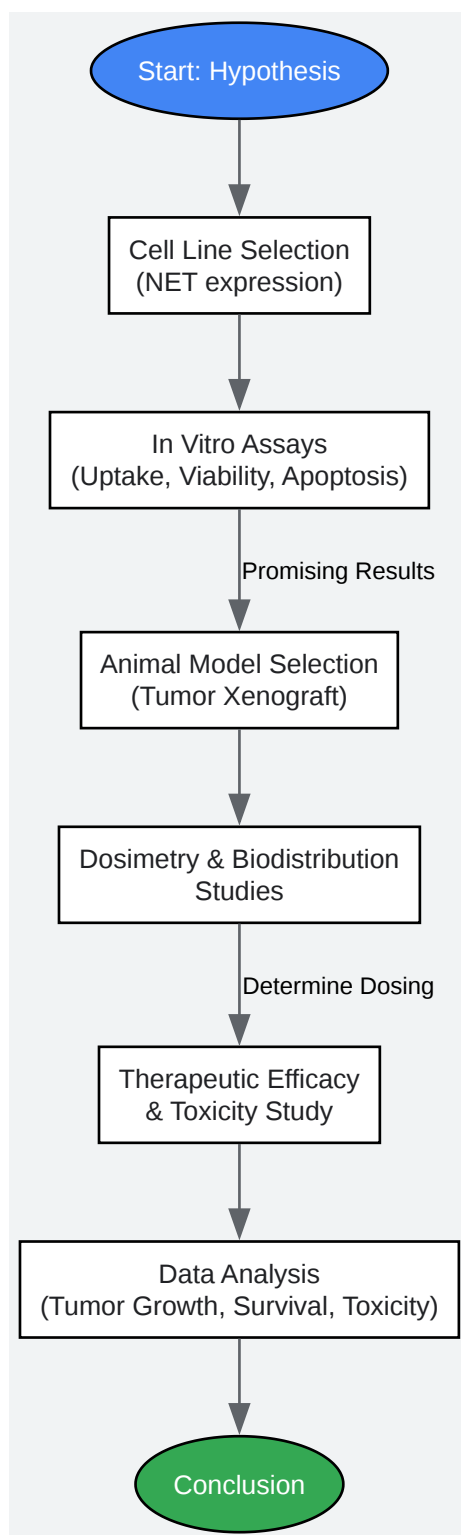 Start: Hypothesis
Cell Line Selection
(NET expression)
In Vitro Assays
(Uptake, Viability, Apoptosis)
Promising Results
Animal Model Selection
(Tumor Xenograft)
Dosimetry & Biodistribution
Studies
Determine Dosing
Therapeutic Efficacy
& Toxicity Study
Data Analysis
(Tumor Growth, Survival, Toxicity)
Conclusion